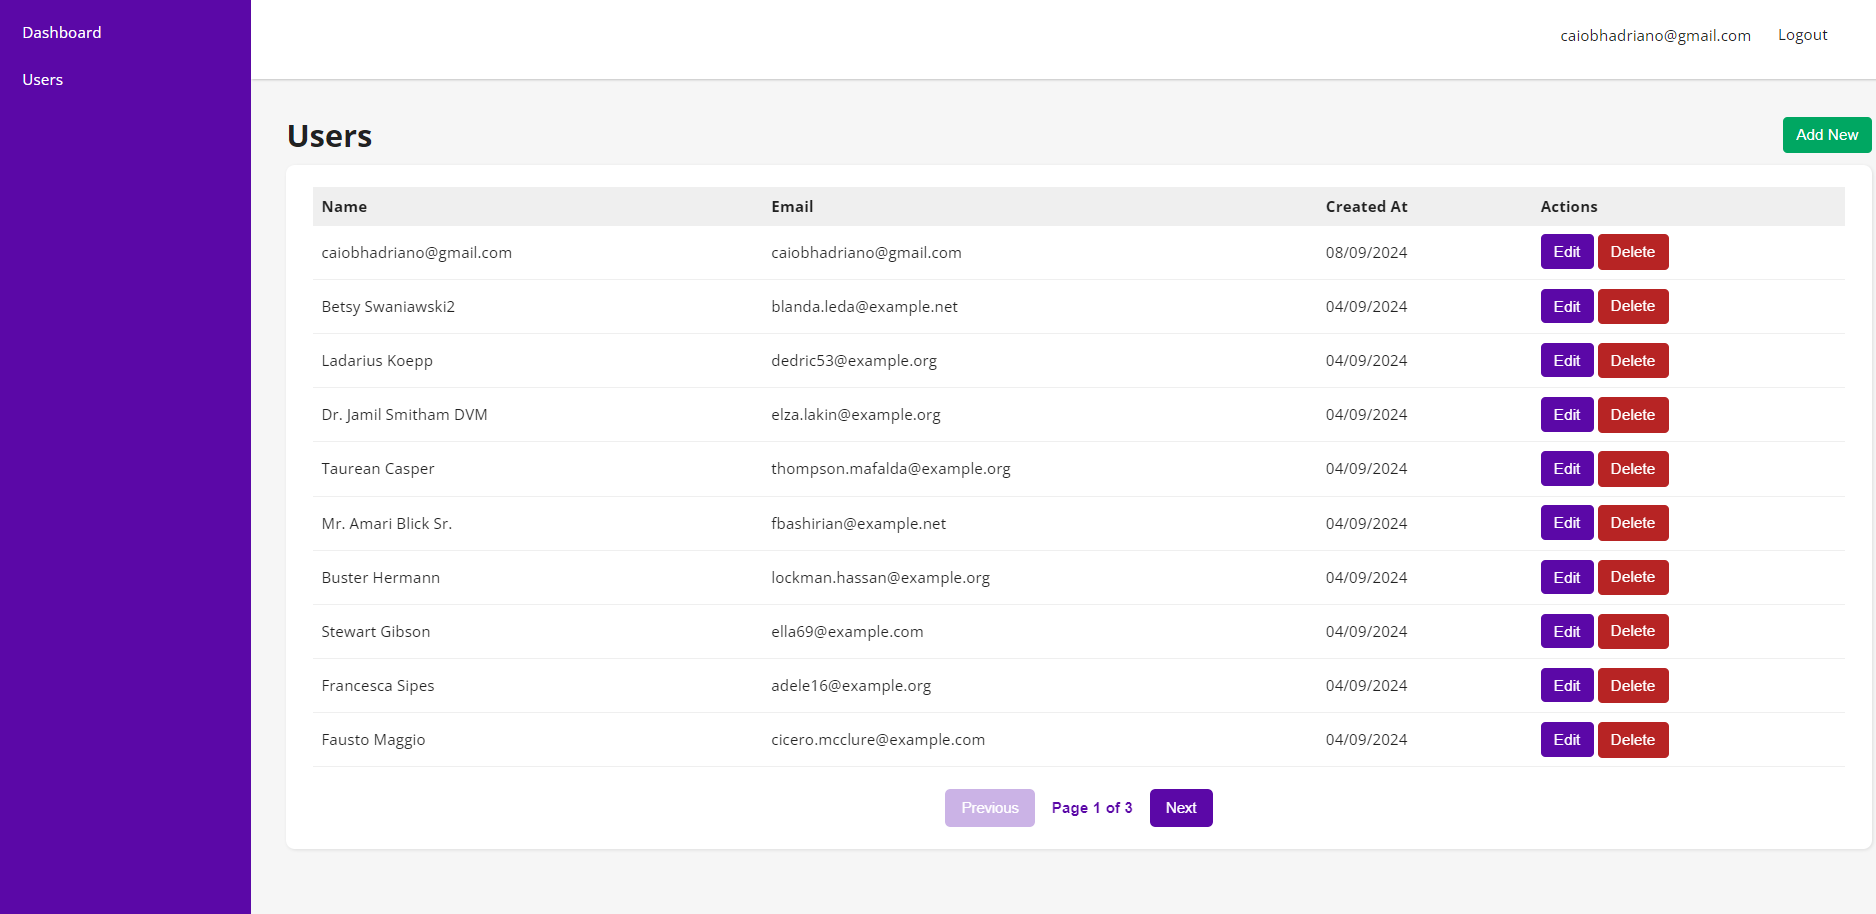 Dashboard
Users
caiobhadriano@gmail.com Logout
Users
Add New
Name Email Created At Actions
caiobhadriano@gmail.com caiobhadriano@gmail.com 08/09/2024 Edit Delete
Betsy Swaniawski2 blanda.leda@example.net 04/09/2024 Edit Delete
Ladarius Koepp dedric53@example.org 04/09/2024 Edit Delete
Dr. Jamil Smitham DVM elza.lakin@example.org 04/09/2024 Edit Delete
Taurean Casper thompson.mafalda@example.org 04/09/2024 Edit Delete
Mr. Amari Blick Sr. fbashirian@example.net 04/09/2024 Edit Delete
Buster Hermann lockman.hassan@example.org 04/09/2024 Edit Delete
Stewart Gibson ella69@example.com 04/09/2024 Edit Delete
Francesca Sipes adele16@example.org 04/09/2024 Edit Delete
Fausto Maggio cicero.mcclure@example.com 04/09/2024 Edit Delete
Previous Page 1 of 3 Next